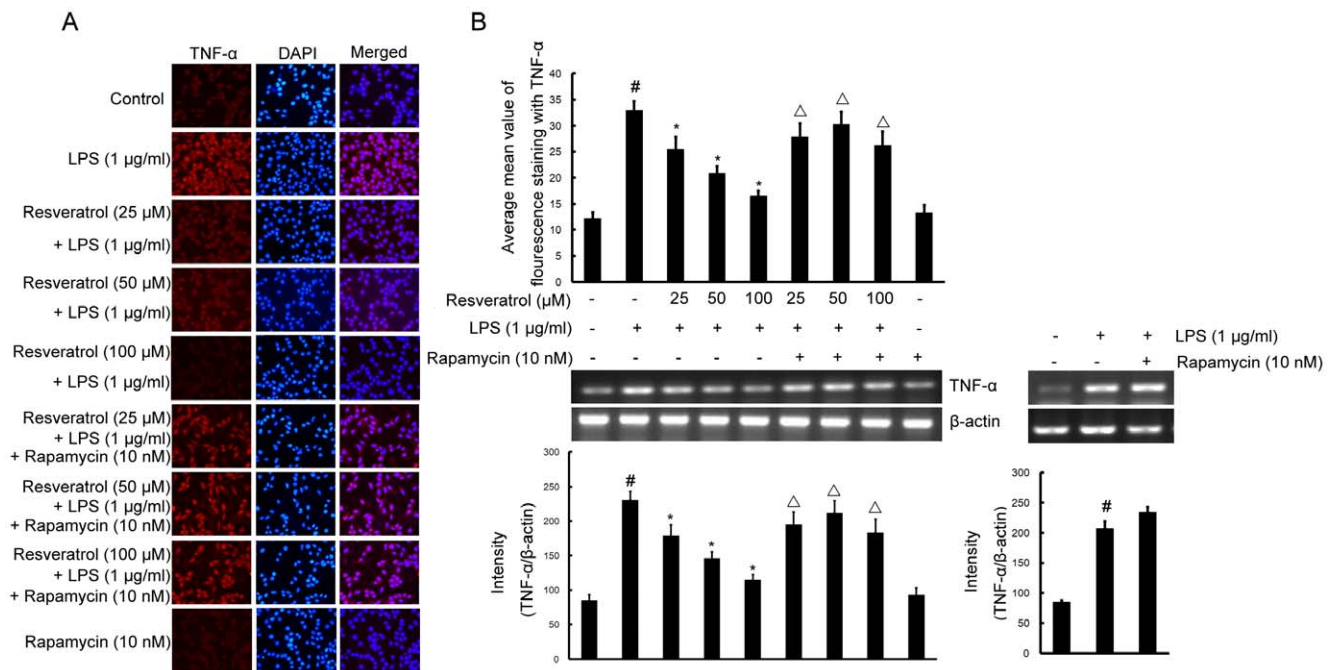 A
TNF-α DAPI Merged
Control
LPS (1 μg/ml)
Resveratrol (25 μM)
+ LPS (1 μg/ml)
Resveratrol (50 μM)
+ LPS (1 μg/ml)
Resveratrol (100 μM)
+ LPS (1 μg/ml)
Resveratrol (25 μM)
+ LPS (1 μg/ml)
+ Rapamycin (10 nM)
Resveratrol (50 μM)
+ LPS (1 μg/ml)
+ Rapamycin (10 nM)
Resveratrol (100 μM)
+ LPS (1 μg/ml)
+ Rapamycin (10 nM)
Rapamycin (10 nM)
B
Average mean value of
flourescence staining with TNF-α
40
35
30
25
20
15
10
5
0
# * * * △ △ △
Resveratrol (μM) - - 25 50 100 25 50 100 -
LPS (1 μg/ml) - + + + + + + + -
Rapamycin (10 nM) - - - - - + + + +
TNF-α
β-actin
Intensity
(TNF-α/β-actin)
300
250
200
150
100
50
0
# * * * △ △ △
- + + LPS (1 μg/ml)
- - + Rapamycin (10 nM)
Intensity
(TNF-α/β-actin)
300
250
200
150
100
50
0
#